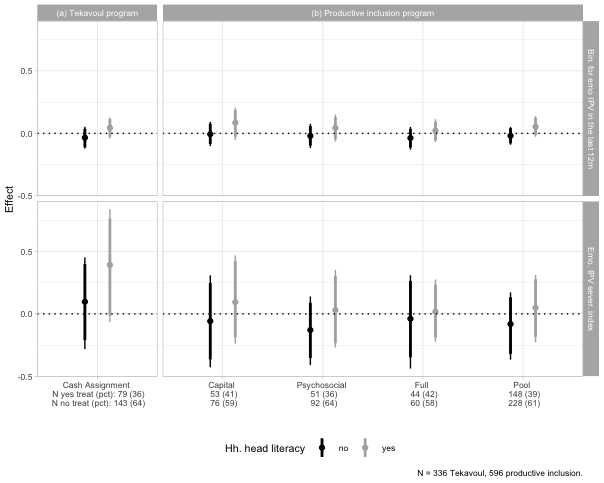 (a) Tekavoul program
(b) Productive inclusion program
Bin. for emo IPV in the last 12m
Emo. IPV sever. index
Effect
0.5
0.0
-0.5
0.5
0.0
-0.5
Cash Assignment
N yes treat (pct): 79 (36)
N no treat (pct): 143 (64)
Capital
53 (41)
76 (59)
Psychosocial
51 (36)
92 (64)
Full
44 (42)
60 (58)
Pool
148 (39)
228 (61)
Hh. head literacy
no
yes
N = 336 Tekavoul, 596 productive inclusion.